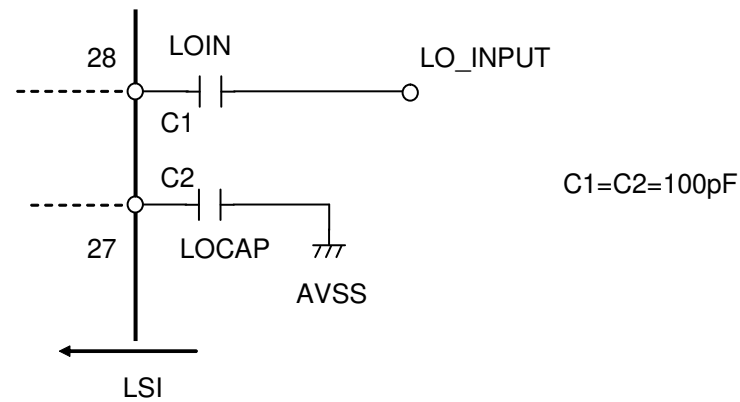 28
LOIN
LO_INPUT
C1
C2
C1=C2=100pF
27
LOCAP
AVSS
LSI